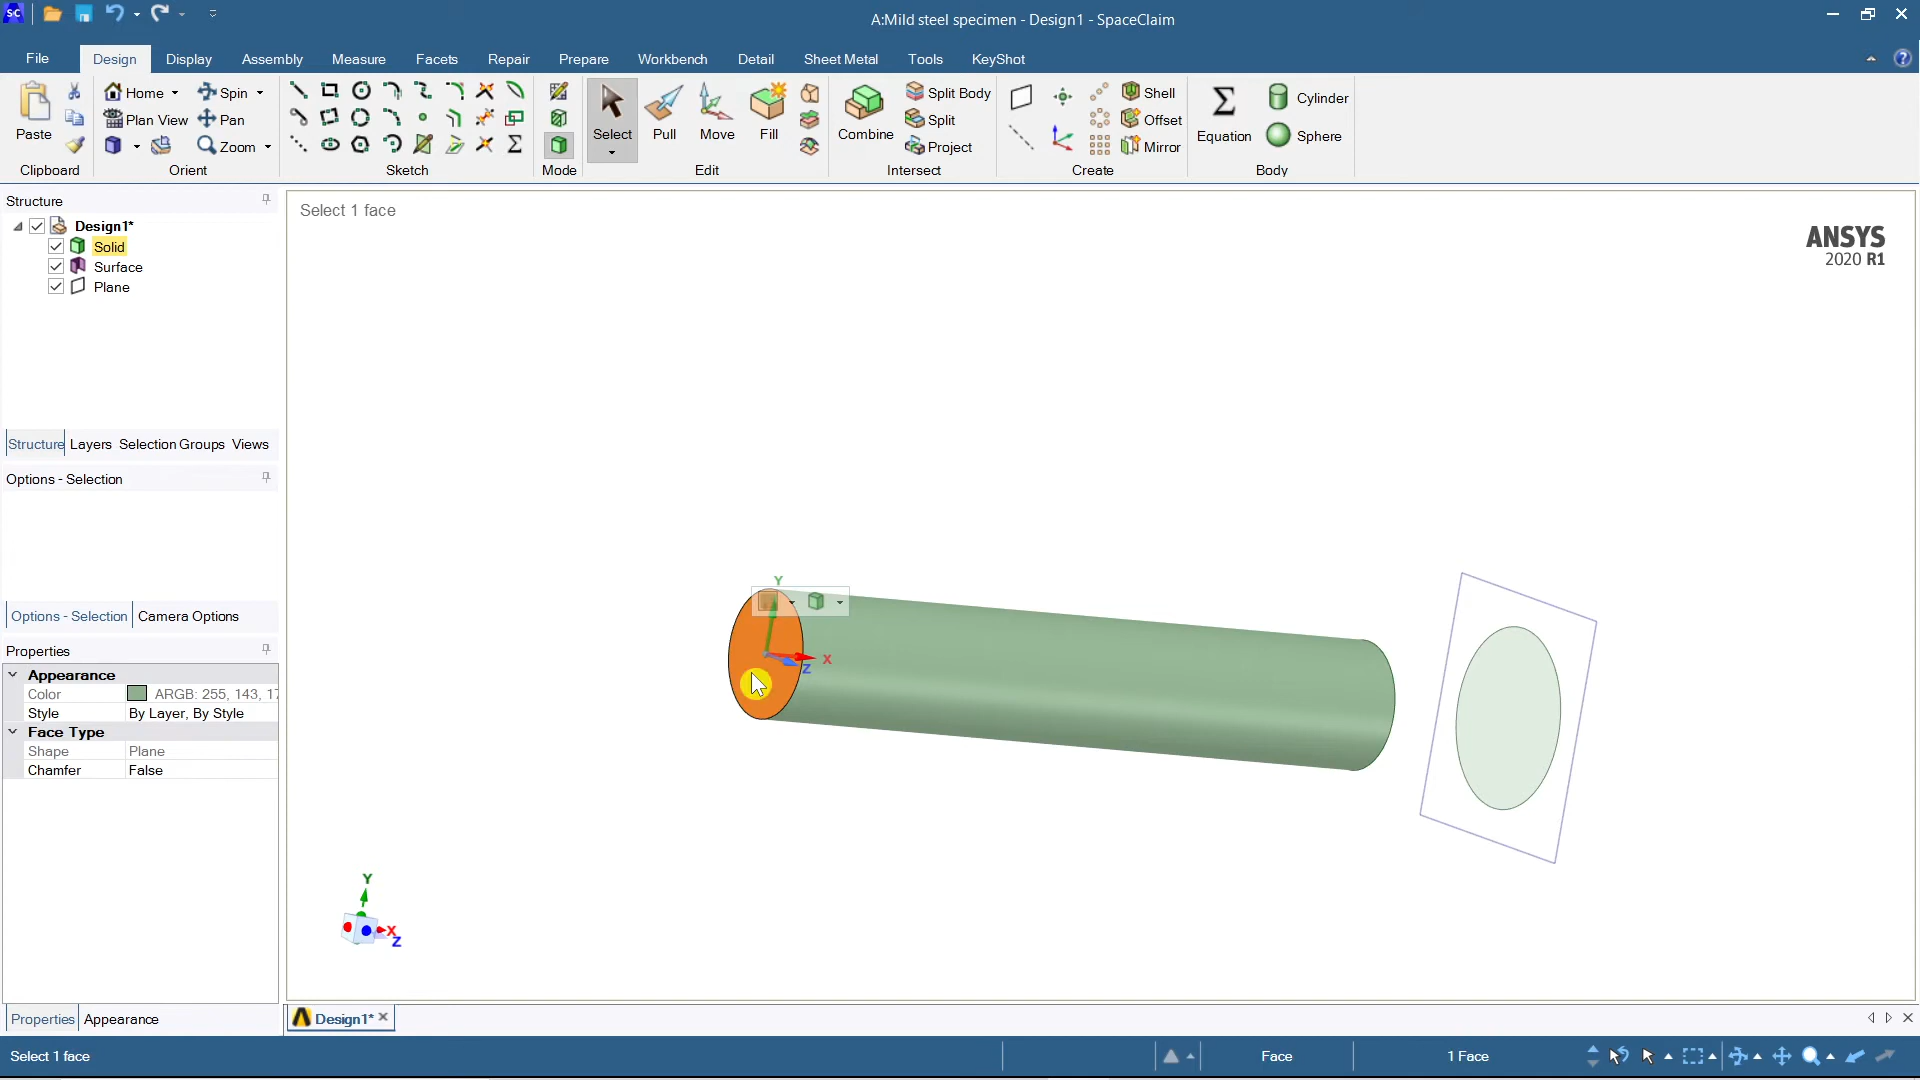 SC
A:Mild steel specimen - Design1 - SpaceClaim
File Design Display Assembly Measure Facets Repair Prepare Workbench Detail Sheet Metal Tools KeyShot
Paste
Clipboard
Home Spin
Plan View Pan
Zoom
Orient
Sketch
Mode
Select Pull Move Fill
Edit
Combine
Split Body
Split
Project
Intersect
Shell
Offset
Mirror
Create
Equation
Cylinder
Sphere
Body
Structure
Design1*
Solid
Surface
Plane
Structure Layers Selection Groups Views
Options - Selection
Options - Selection Camera Options
Properties
Appearance
Color ARGB: 255, 143, 17
Style By Layer, By Style
Face Type
Shape Plane
Chamfer False
Properties Appearance
Select 1 face
ANSYS
2020 R1
Y
X
Z
Y
X
Z
Design1*
Select 1 face Face 1 Face